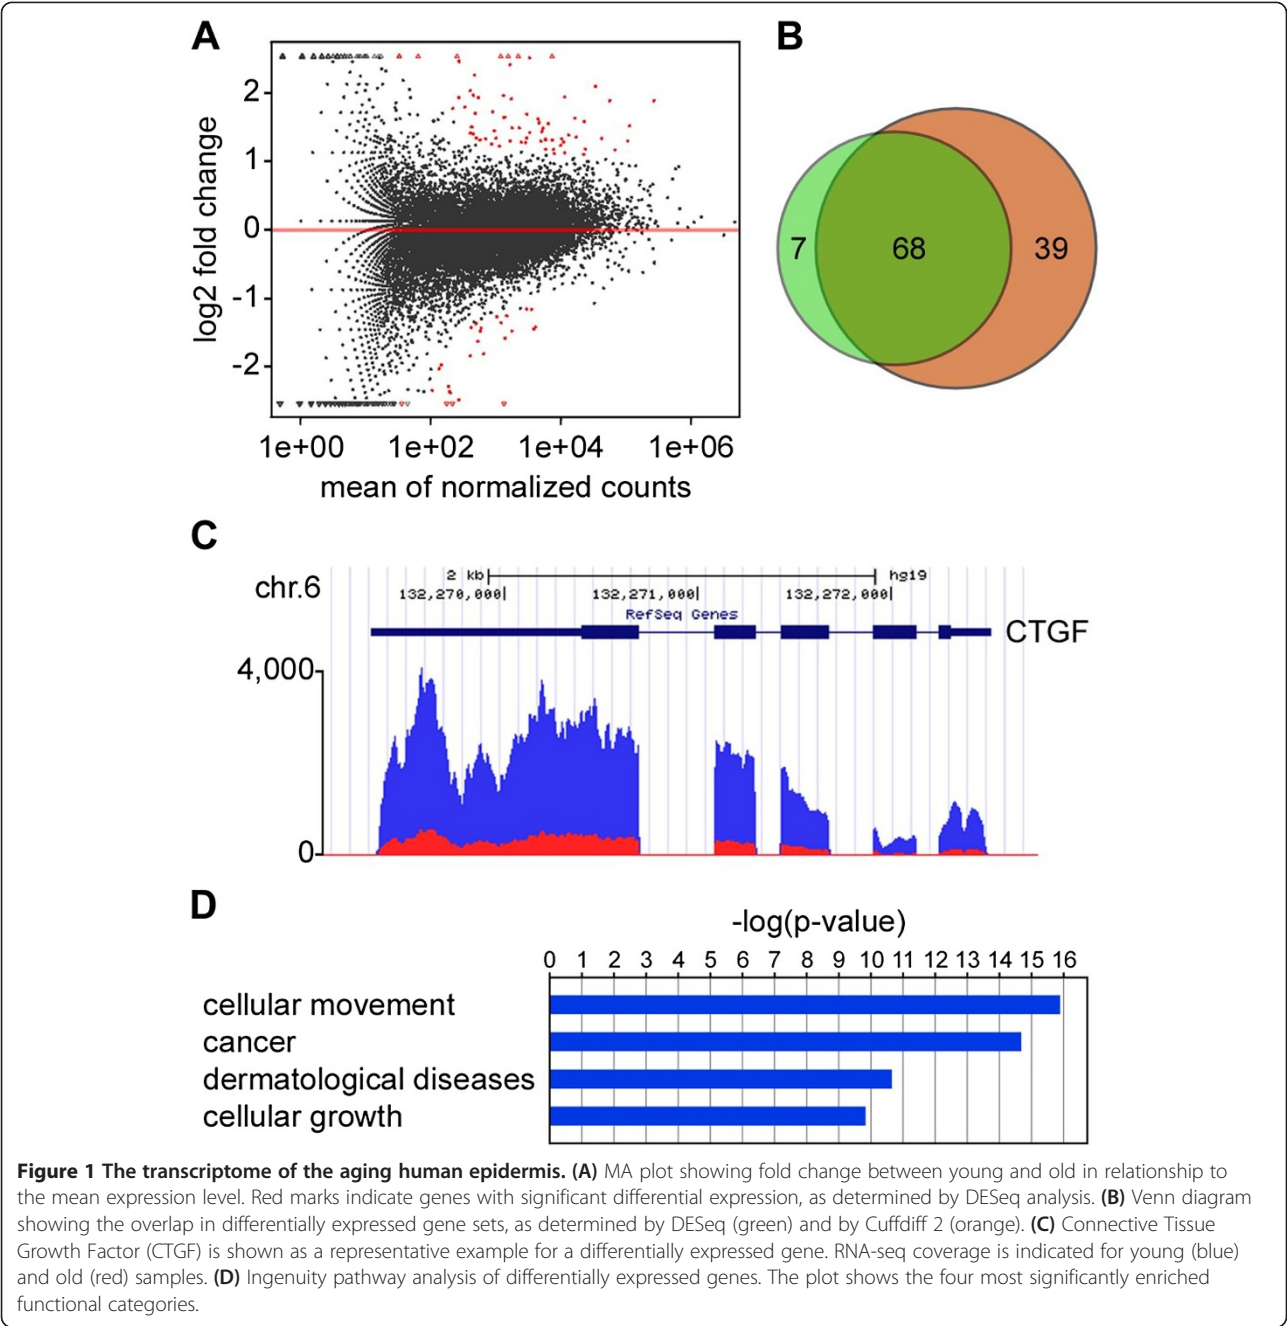 A
B
log2 fold change
2
1
0
-1
-2
1e+00 1e+02 1e+04 1e+06
mean of normalized counts
7 68 39
C
chr.6
2 kb hg19
132,270,000| 132,271,000| 132,272,000|
RefSeq Genes
CTGF
4,000
0
D
-log(p-value)
0 1 2 3 4 5 6 7 8 9 10 11 12 13 14 15 16
cellular movement
cancer
dermatological diseases
cellular growth
Figure 1 The transcriptome of the aging human epidermis. (A) MA plot showing fold change between young and old in relationship to
the mean expression level. Red marks indicate genes with significant differential expression, as determined by DESeq analysis. (B) Venn diagram
showing the overlap in differentially expressed gene sets, as determined by DESeq (green) and by Cuffdiff 2 (orange). (C) Connective Tissue
Growth Factor (CTGF) is shown as a representative example for a differentially expressed gene. RNA-seq coverage is indicated for young (blue)
and old (red) samples. (D) Ingenuity pathway analysis of differentially expressed genes. The plot shows the four most significantly enriched
functional categories.